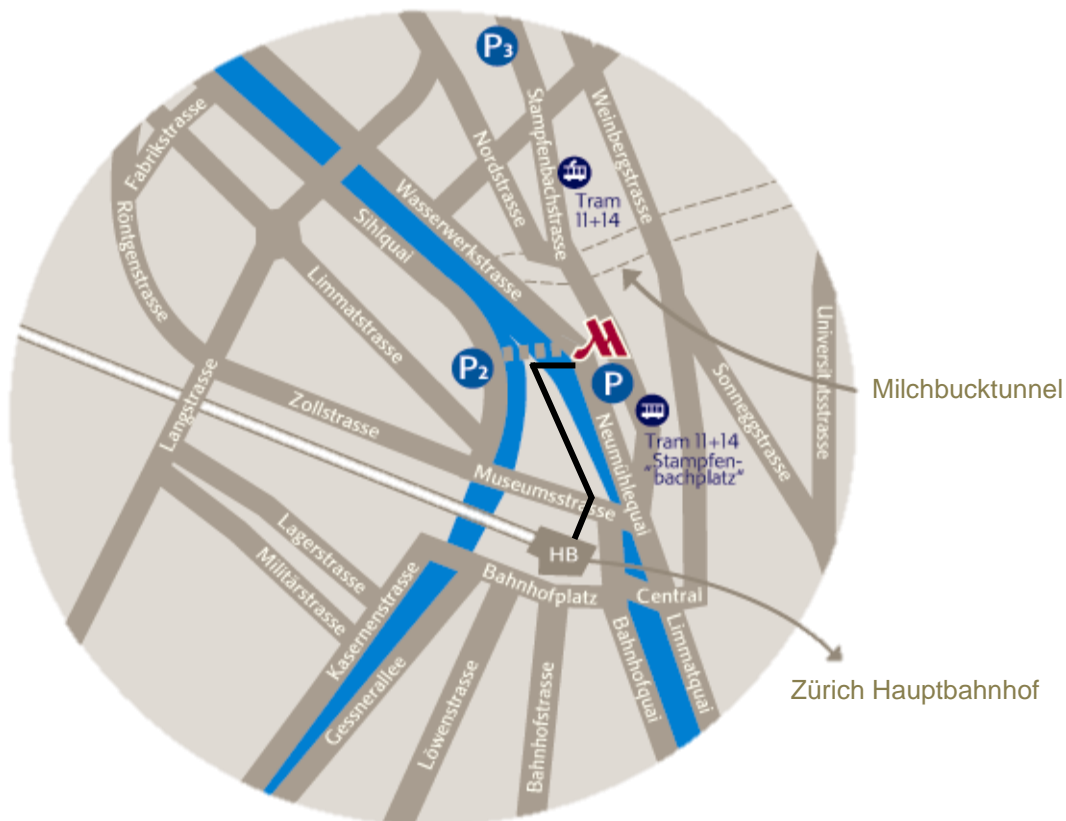 P3
Stampfenbachstrasse
Weinbergstrasse
Nordstrasse
Fabrikstrasse
Tram
11+14
Wasserwerkstrasse
Sihlquai
Röntgenstrasse
Limmatstrasse
Universitätsstrasse
P2
P
Milchbucktunnel
Langstrasse
Zollstrasse
Neumühlequai
Sonneggstrasse
Tram 11+14
„Stampfen-
bachplatz“
Museumsstrasse
Lagerstrasse
Militärstrasse
HB
Bahnhofplatz
Central
Kasernenstrasse
Gessnerallee
Löwenstrasse
Bahnhofstrasse
Bahnhofquai
Limmatquai
Zürich Hauptbahnhof